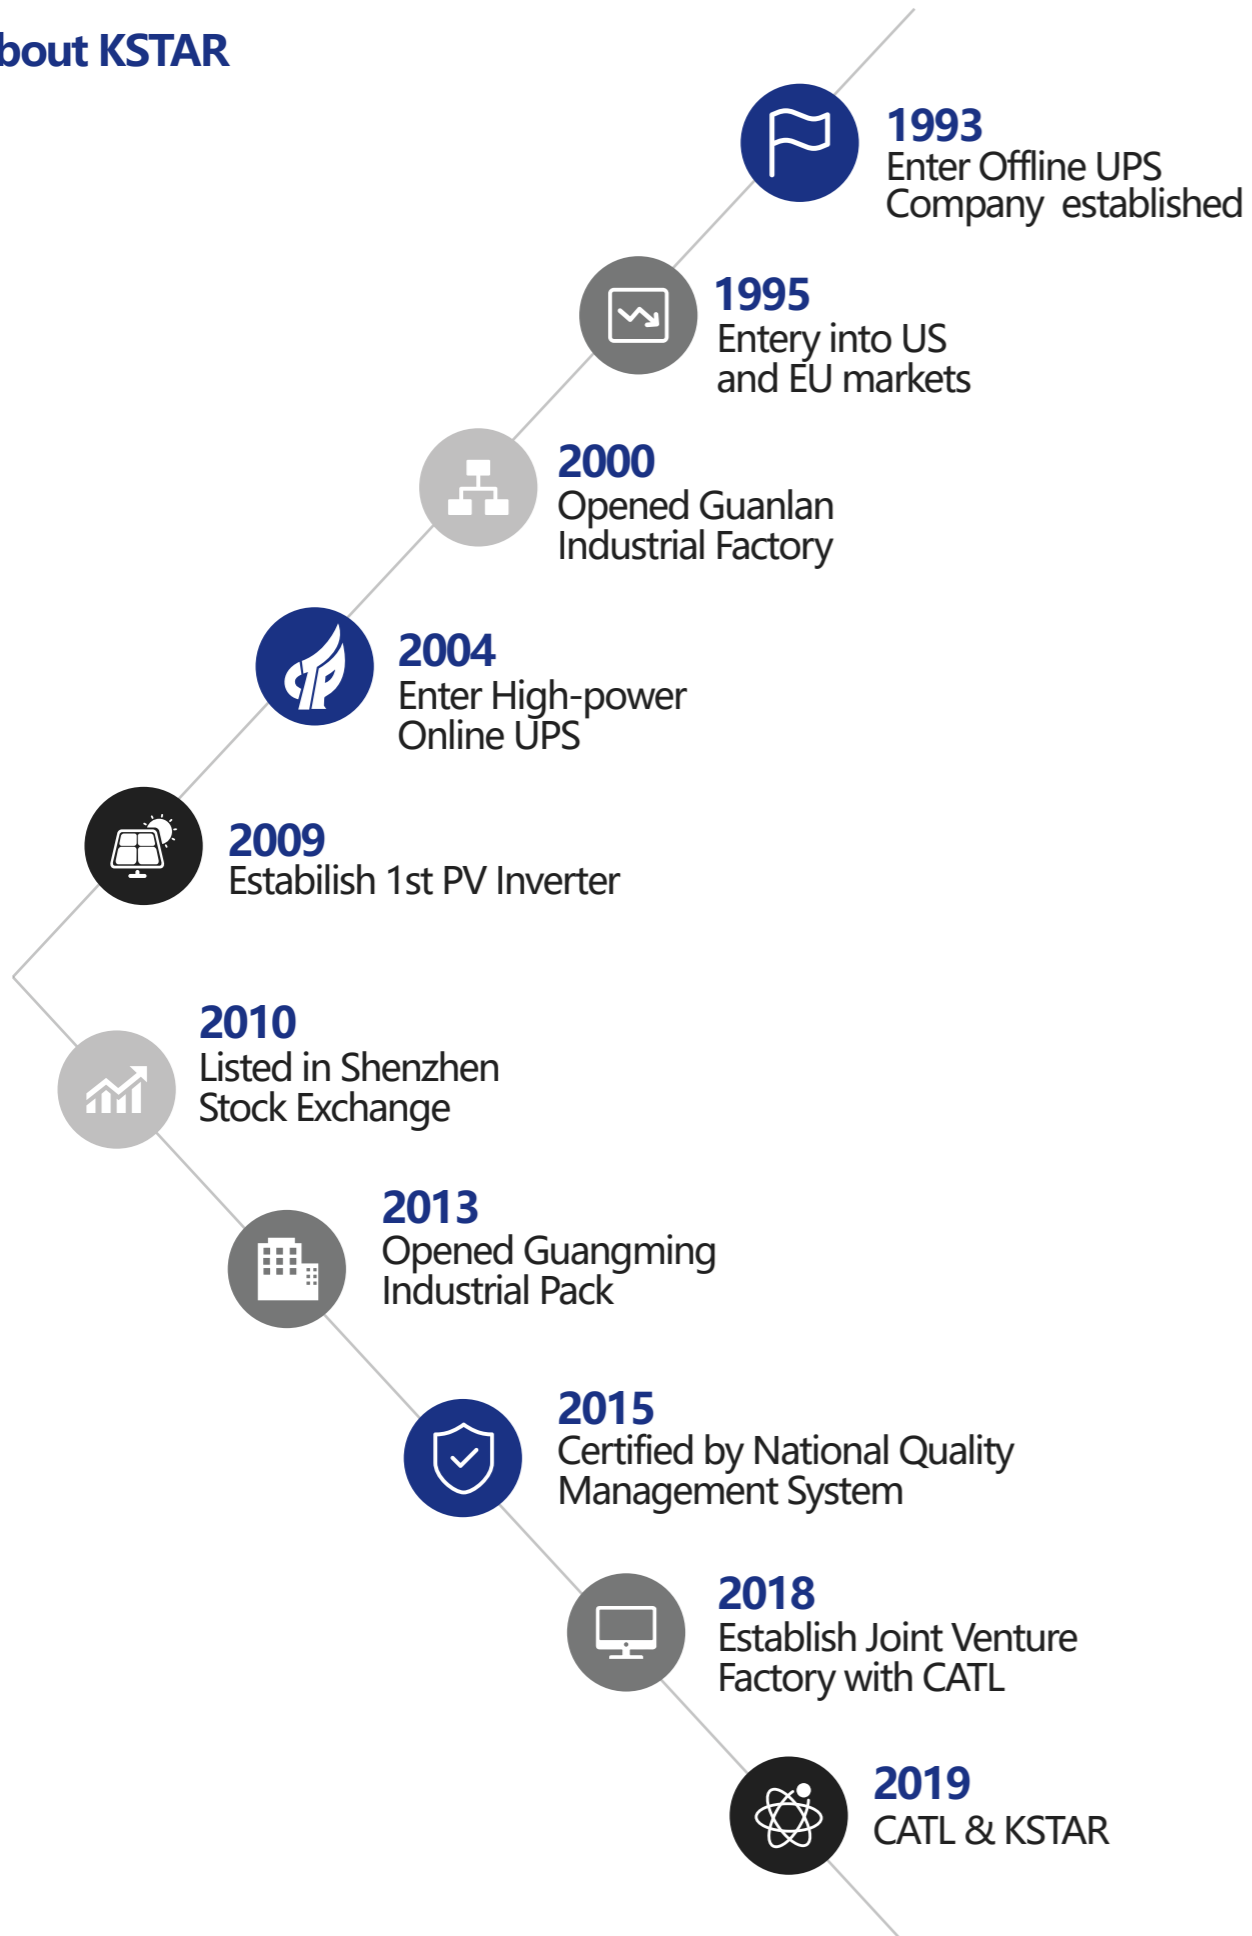 bout KSTAR
1993
Enter Offline UPS
Company  established
1995
Entery into US
and EU markets
2000
Opened Guanlan
Industrial Factory
2004
Enter High-power
Online UPS
2009
Estabilish 1st PV Inverter
2010
Listed in Shenzhen
Stock Exchange
2013
Opened Guangming
Industrial Pack
2015
Certified by National Quality
Management System
2018
Establish Joint Venture
Factory with CATL
2019
CATL & KSTAR